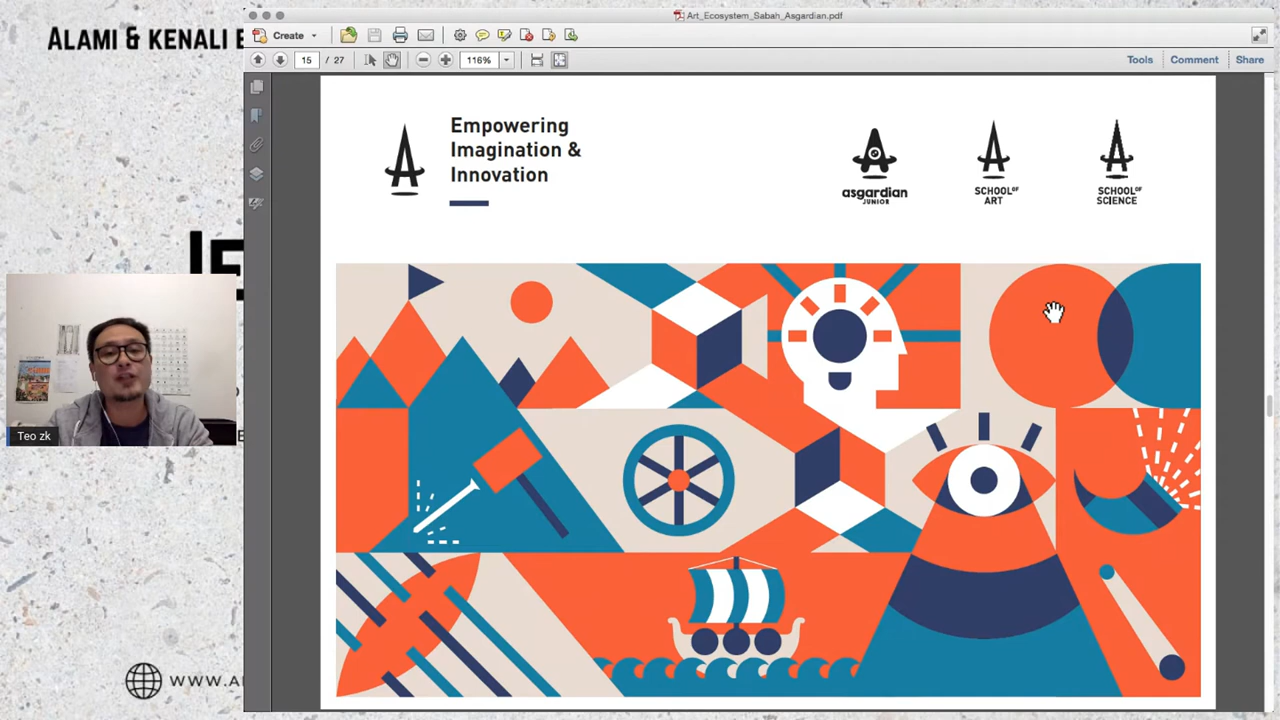 ALAMI & KENALI
Art_Ecosystem_Sabah_Asgardian.pdf
Create
15 / 27
116%
Tools
Comment
Share
Empowering
Imagination &
Innovation
asgardian
JUNIOR
SCHOOL OF
ART
SCHOOL OF
SCIENCE
Teo zk
WWW.A